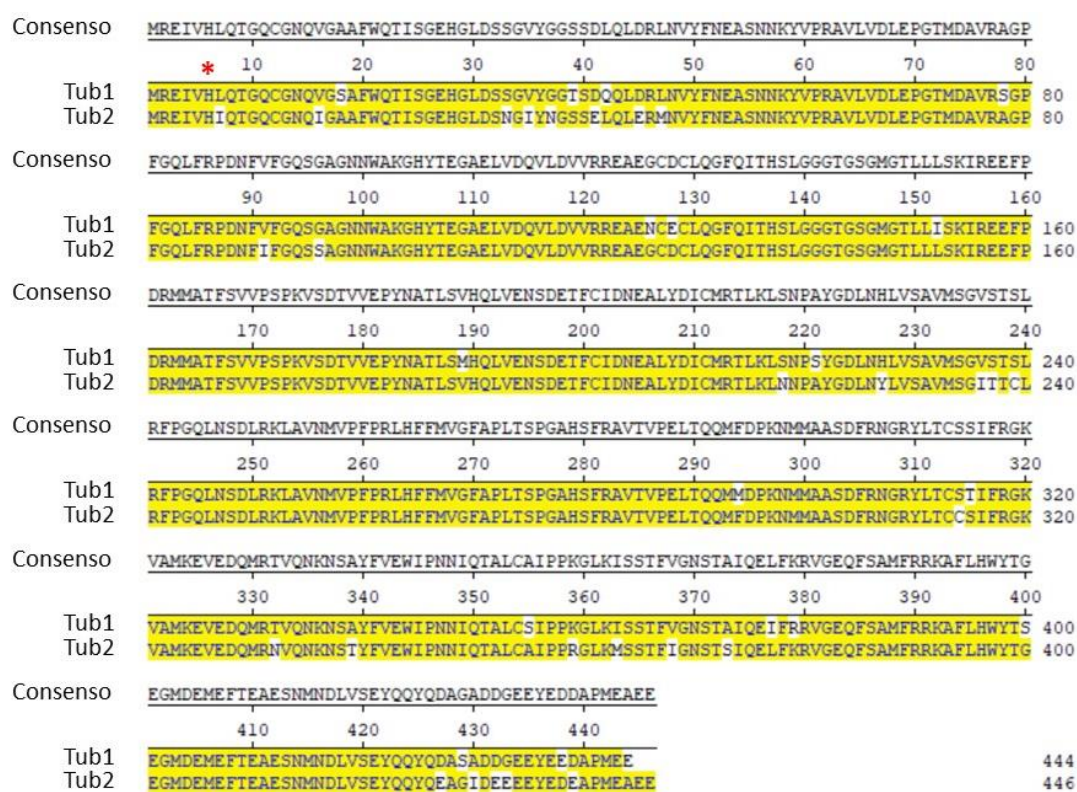 Consenso MREIVHLQTGQCGNQVGAAFWQTISGEHGLDSSGVYGGSSDLQLDRLNVYFNEASNNKYVPRAVLVDLEPGTMDAVRAGP
* 10 20 30 40 50 60 70 80
Tub1 MREIVHLQTGQCGNQVGSAFWQTISGEHGLDSSGVYGGTSDQQLDRLNVYFNEASNNKYVPRAVLVDLEPGTMDAVRSGP 80
Tub2 MREIVHIQTGQCGNQIGAAFWQTISGEHGLDSNGIYNGSSELQLERMNVYFNEASNNKYVPRAVLVDLEPGTMDAVRAGP 80
Consenso FGQLFRPDNFVFGQSGAGNNWAKGHYTEGAELVDQVLDVVRREAEGCDCLQGFQITHSLGGGTGSGMGTLLLSKIREEFP
90 100 110 120 130 140 150 160
Tub1 FGQLFRPDNFVFGQSGAGNNWAKGHYTEGAELVDQVLDVVRREAENCECLQGFQITHSLGGGTGSGMGTLLISKIREEFP 160
Tub2 FGQLFRPDNFIFGQSSAGNNWAKGHYTEGAELVDQVLDVVRREAEGCDCLQGFQITHSLGGGTGSGMGTLLLSKIREEFP 160
Consenso DRMMATFSVVPSPKVSDTVVEPYNATLSVHQLVENSDETFCIDNEALYDICMRTLKLSNPAYGDLNHLVSAVMSGVSTSL
170 180 190 200 210 220 230 240
Tub1 DRMMATFSVVPSPKVSDTVVEPYNATLSMHQLVENSDETFCIDNEALYDICMRTLKLSNPSYGDLNHLVSAVMSGVSTSL 240
Tub2 DRMMATFSVVPSPKVSDTVVEPYNATLSVHQLVENSDETFCIDNEALYDICMRTLKLNNPAYGDLNYLVSAVMSGITTCL 240
Consenso RFPGQLNSDLRKLAVNMVPFPRLHFFMVGFAPLTSPGAHSFRAVTVPELTQQMFDPKNMMAASDFRNGRYLTCSSIFRGK
250 260 270 280 290 300 310 320
Tub1 RFPGQLNSDLRKLAVNMVPFPRLHFFMVGFAPLTSPGAHSFRAVTVPELTQQMMDPKNMMAASDFRNGRYLTCSTIFRGK 320
Tub2 RFPGQLNSDLRKLAVNMVPFPRLHFFMVGFAPLTSPGAHSFRAVTVPELTQQMFDPKNMMAASDFRNGRYLTCCSIFRGK 320
Consenso VAMKEVEDQMRTVQNKNSAYFVEWIPNNIQTALCAIPPKGLKISSTFVGNSTAIQELFKRVGEQFSAMFRRKAFLHWYTG
330 340 350 360 370 380 390 400
Tub1 VAMKEVEDQMRTVQNKNSAYFVEWIPNNIQTALCSIPPKGLKISSTFVGNSTAIQEIFRRVGEQFSAMFRRKAFLHWYTS 400
Tub2 VAMKEVEDQMRNVQNKNSTYFVEWIPNNIQTALCAIPPRGLKMSSTFIGNSTSIQELFKRVGEQFSAMFRRKAFLHWYTG 400
Consenso EGMDEMEFTEAESNMNDLVSEYQQYQDAGADDGEEYEDDAPMEAEE
410 420 430 440
Tub1 EGMDEMEFTEAESNMNDLVSEYQQYQDASADDGEEYEEDAPMEE 444
Tub2 EGMDEMEFTEAESNMNDLVSEYQQYQEAGIDEEEEYEDEAPMEAEE 446